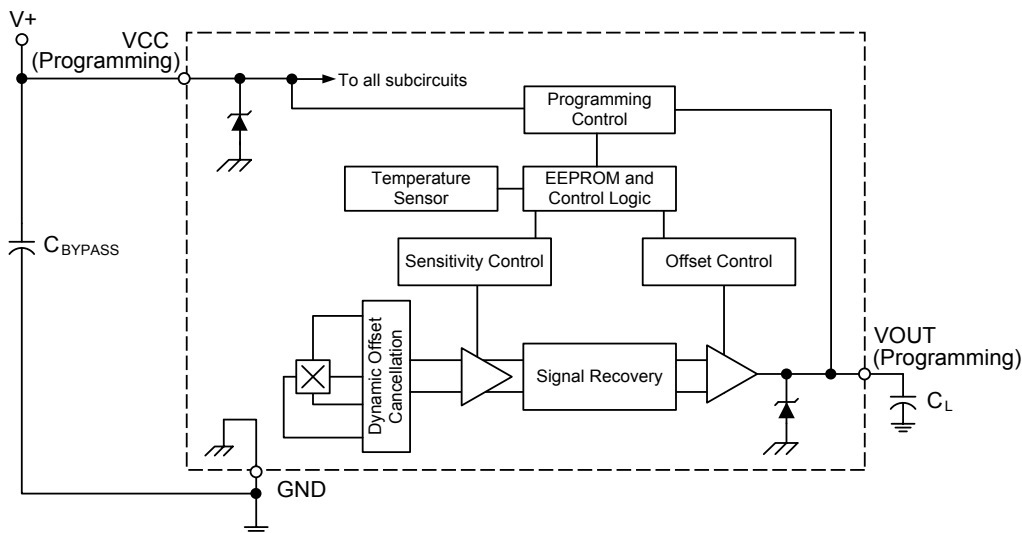 V+
VCC
(Programming)
To all subcircuits
Programming
Control
Temperature
Sensor
EEPROM and
Control Logic
CBYPASS
Sensitivity Control
Offset Control
Dynamic Offset
Cancellation
Signal Recovery
VOUT
(Programming)
CL
GND